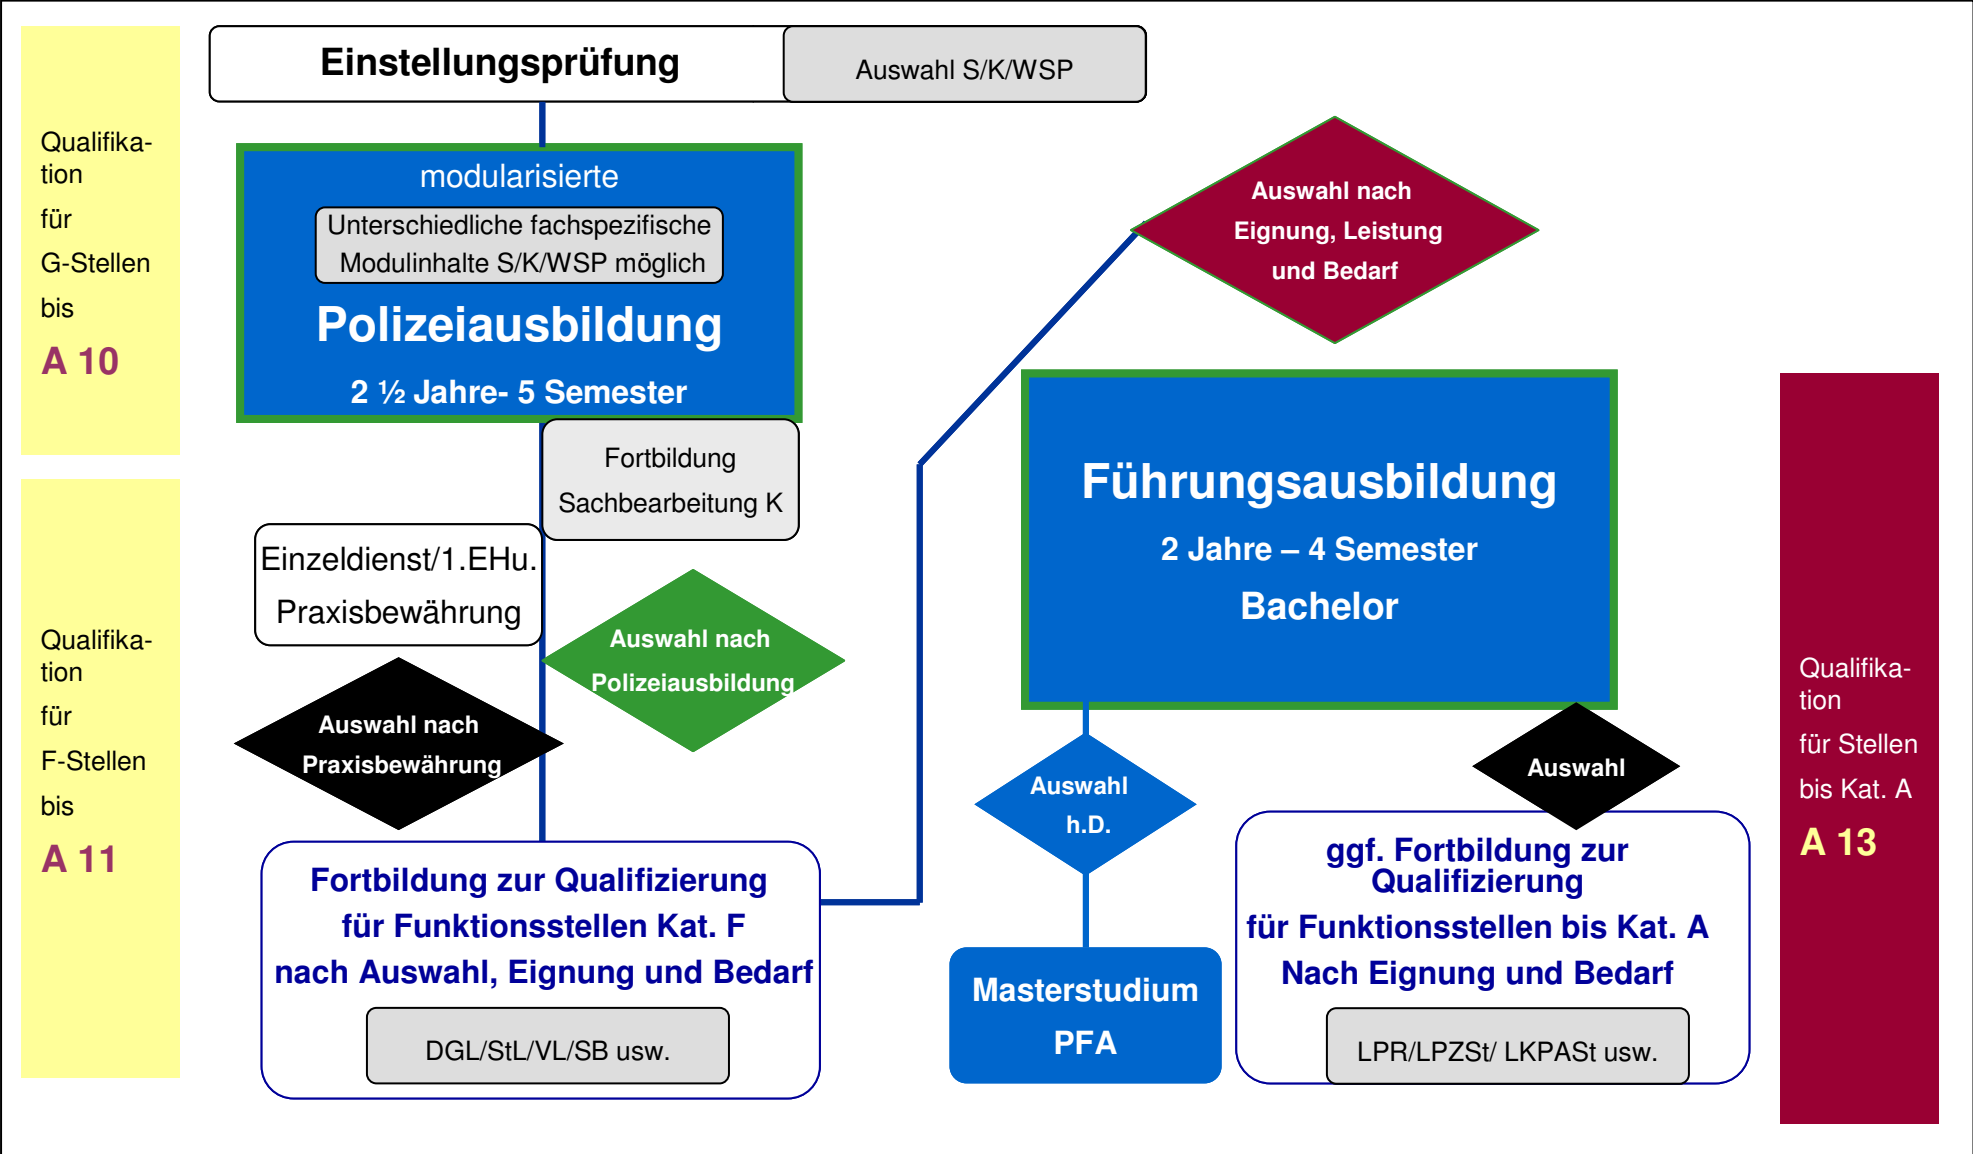 Einstellungsprüfung
Auswahl S/K/WSP
Qualifika-
tion
für
G-Stellen
bis
A 10
modularisierte
Unterschiedliche fachspezifische
Modulinhalte S/K/WSP möglich
Polizeiausbildung
2 ½ Jahre- 5 Semester
Fortbildung
Sachbearbeitung K
Einzeldienst/1.EHu.
Praxisbewährung
Auswahl nach
Polizeiausbildung
Auswahl nach
Praxisbewährung
Qualifika-
tion
für
F-Stellen
bis
A 11
Fortbildung zur Qualifizierung
für Funktionsstellen Kat. F
nach Auswahl, Eignung und Bedarf
DGL/StL/VL/SB usw.
Auswahl nach
Eignung, Leistung
und Bedarf
Führungsausbildung
2 Jahre – 4 Semester
Bachelor
Auswahl
h.D.
Masterstudium
PFA
Auswahl
ggf. Fortbildung zur
Qualifizierung
für Funktionsstellen bis Kat. A
Nach Eignung und Bedarf
LPR/LPZSt/ LKPASt usw.
Qualifika-
tion
für Stellen
bis Kat. A
A 13